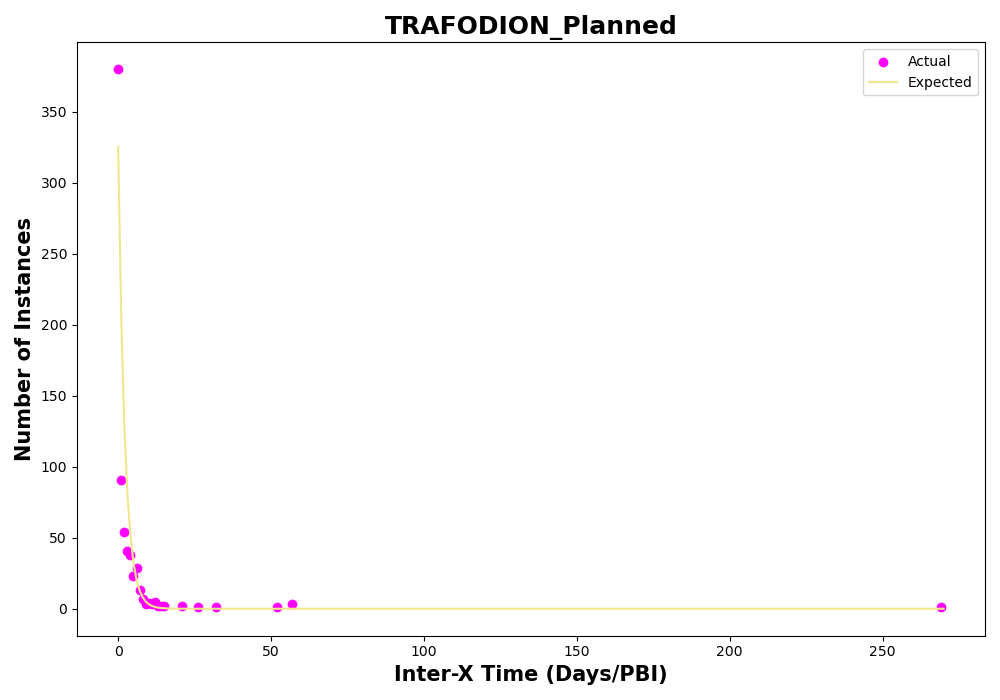 TRAFODION_Planned
Actual
Expected
350
300
250
200
150
100
50
0
Number of Instances
0
50
100
150
200
250
Inter-X Time (Days/PBI)